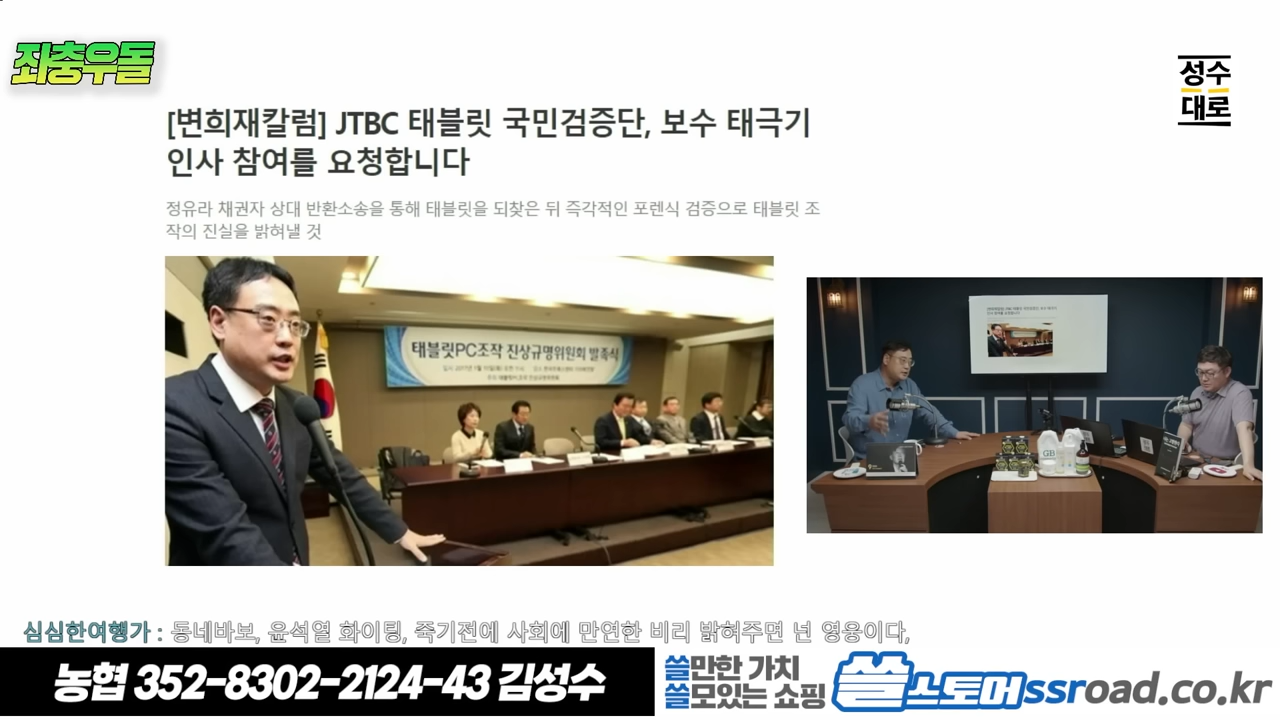 좌충우돌
성수
대로
[변희재칼럼] JTBC 태블릿 국민검증단, 보수 태극기
인사 참여를 요청합니다
정유라 채권자 상대 반환소송을 통해 태블릿을 되찾은 뒤 즉각적인 포렌식 검증으로 태블릿 조
작의 진실을 밝혀낼 것
태블릿PC조작 진상규명위원회 발족식
GB
심심한여행가 : 동네바보, 윤석열 화이팅, 죽기전에 사회에 만연한 비리 밝혀주면 넌 영웅이다,
농협 352-8302-2124-43 김성수
쓸만한 가치
쓸모있는 쇼핑
쓸스토어ssroad.co.kr